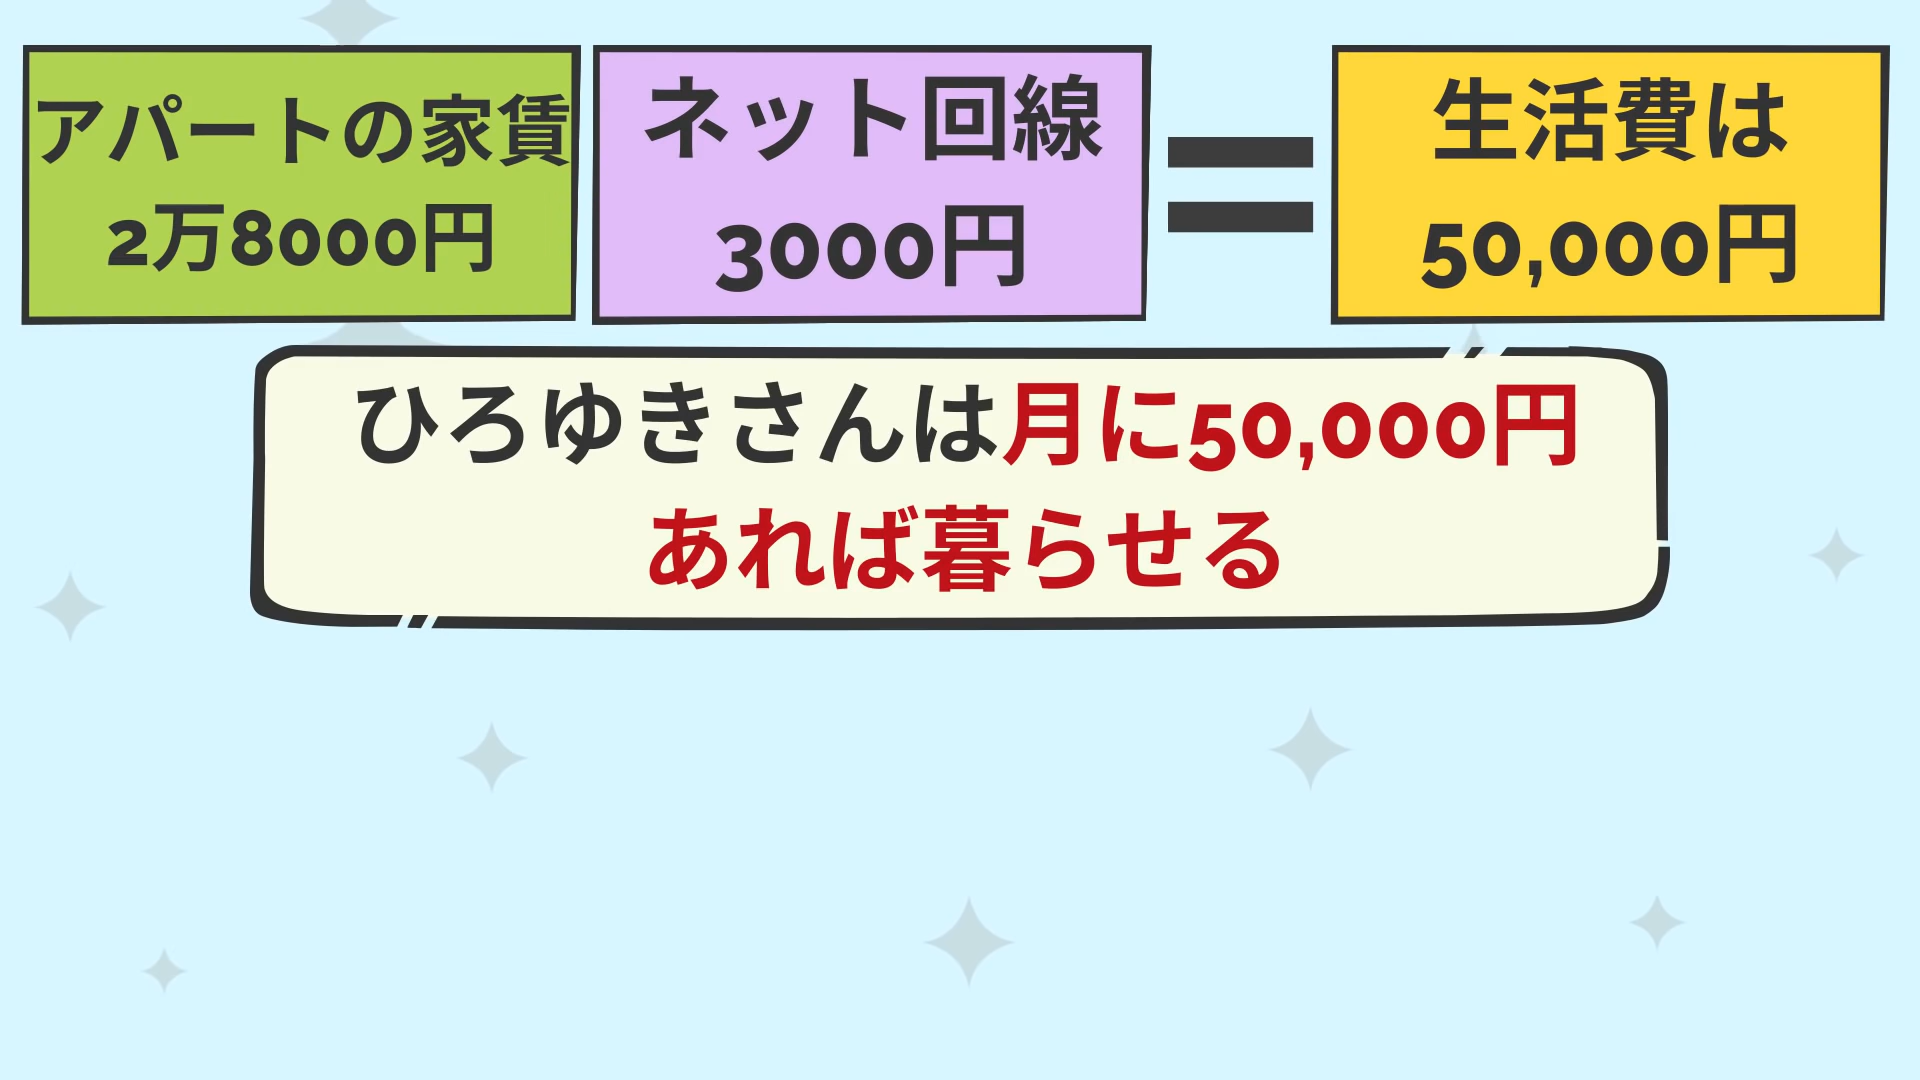 アパートの家賃
2万8000円
ネット回線
3000円
=
生活費は
50,000円
ひろゆきさんは月に50,000円
あれば暮らせる